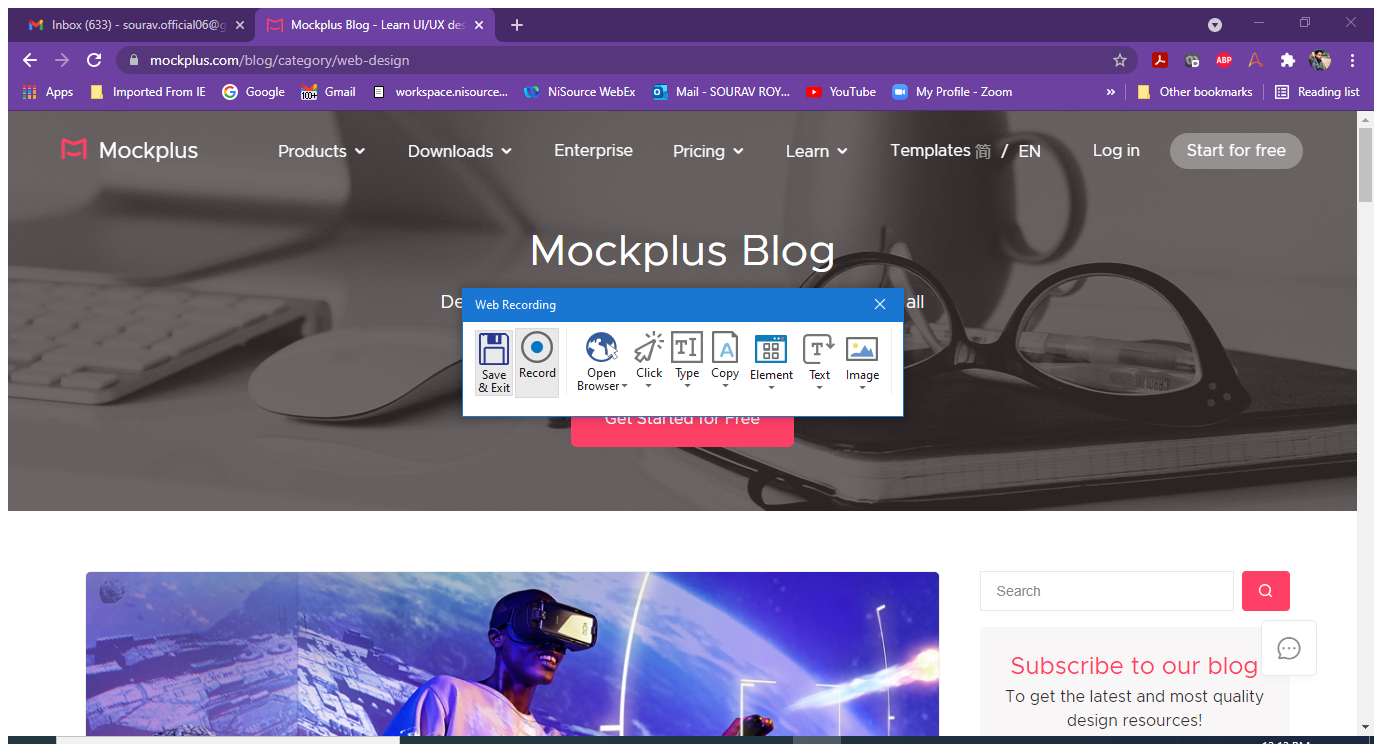 Inbox (633) - sourav.official06@g
Mockplus Blog - Learn UI/UX des
mockplus.com/blog/category/web-design
ABP
Apps
Imported From IE
Google
100+
Gmail
workspace.nisource...
NiSource WebEx
Mail - SOURAV ROY...
YouTube
My Profile - Zoom
»
Other bookmarks
Reading list
Mockplus
Products
Downloads
Enterprise
Pricing
Learn
Templates
简 / EN
Log in
Start for free
Mockplus Blog
De
all
Web Recording
Save & Exit
Record
Open Browser
Click
Type
Copy
Element
Text
Image
Get Started for Free
Search
Subscribe to our blog
To get the latest and most quality
design resources!